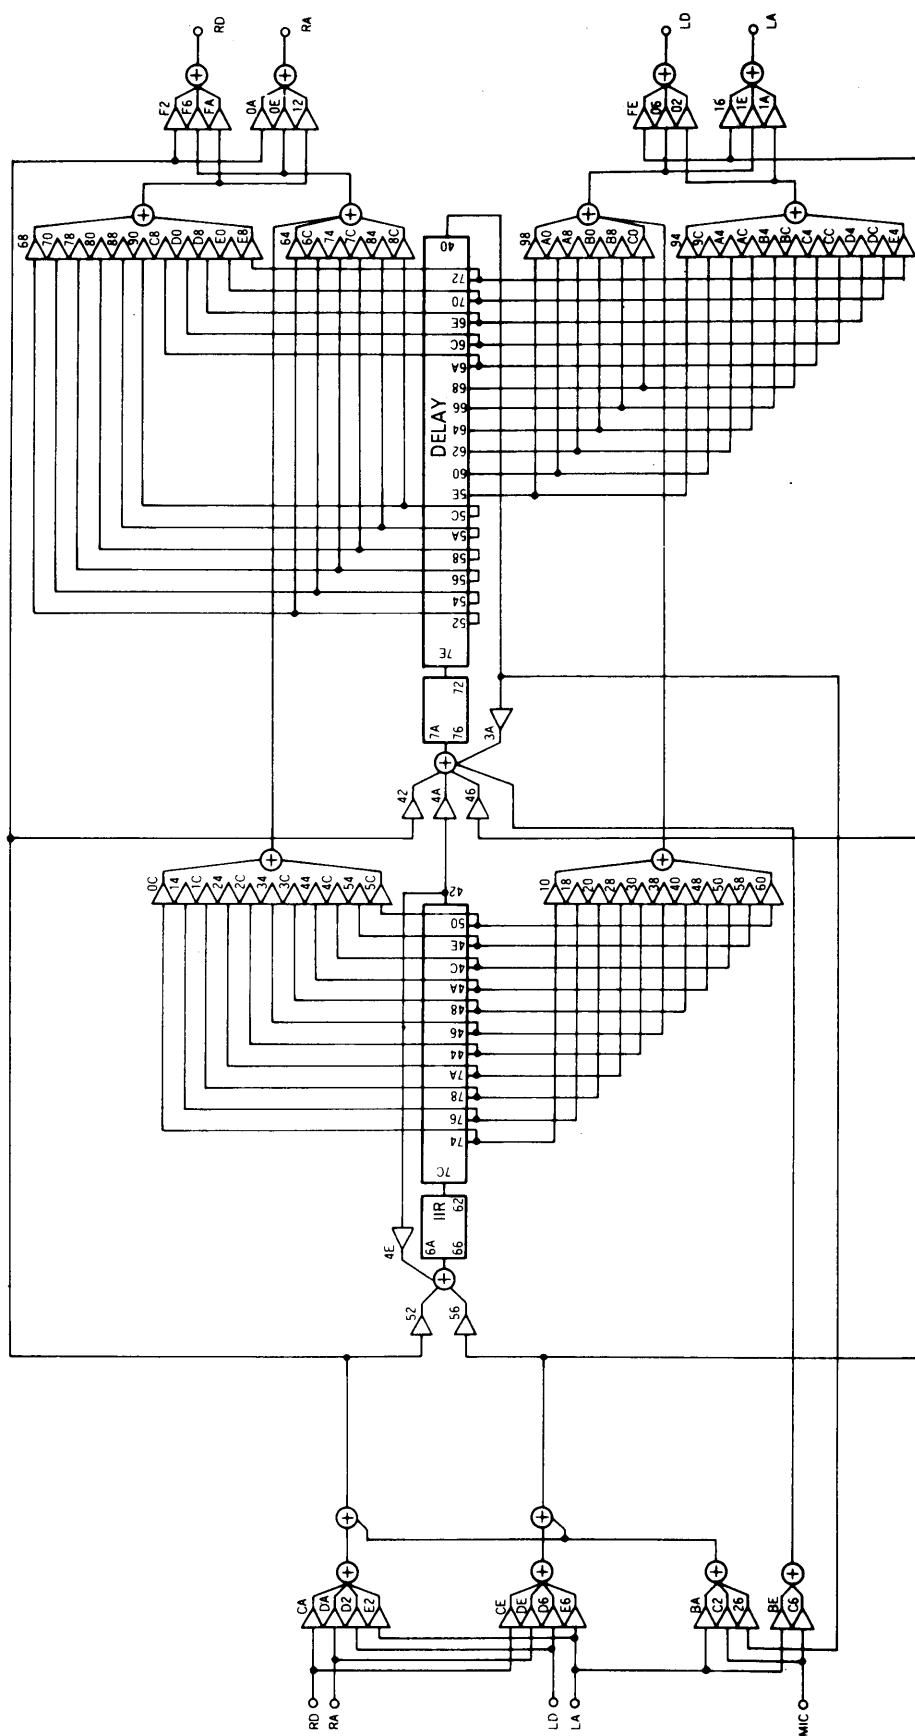 RD
RA
LD
LA
F2
F6
FA
0A
0E
12
FE
06
02
16
1E
1A
68
70
78
80
88
90
C8
D0
D8
E0
E8
64
6C
74
7C
84
8C
98
A0
A8
B0
B8
C0
94
9C
A4
AC
B4
BC
C4
CC
D4
DC
E4
40
72
70
6E
6C
6A
68
66
64
62
60
5E
5C
5A
58
56
54
52
DELAY
7E
72
7A
76
3A
42
4A
46
0C
14
1C
24
2C
34
3C
44
4C
54
5C
10
18
20
28
30
38
40
48
50
58
60
42
50
4E
4C
4A
48
46
44
7A
78
76
74
7C
IIR
62
6A
66
4E
52
56
CA
DA
D2
E2
CE
DE
D6
E6
BA
C2
26
BE
C6
RD
RA
LD
LA
MIC